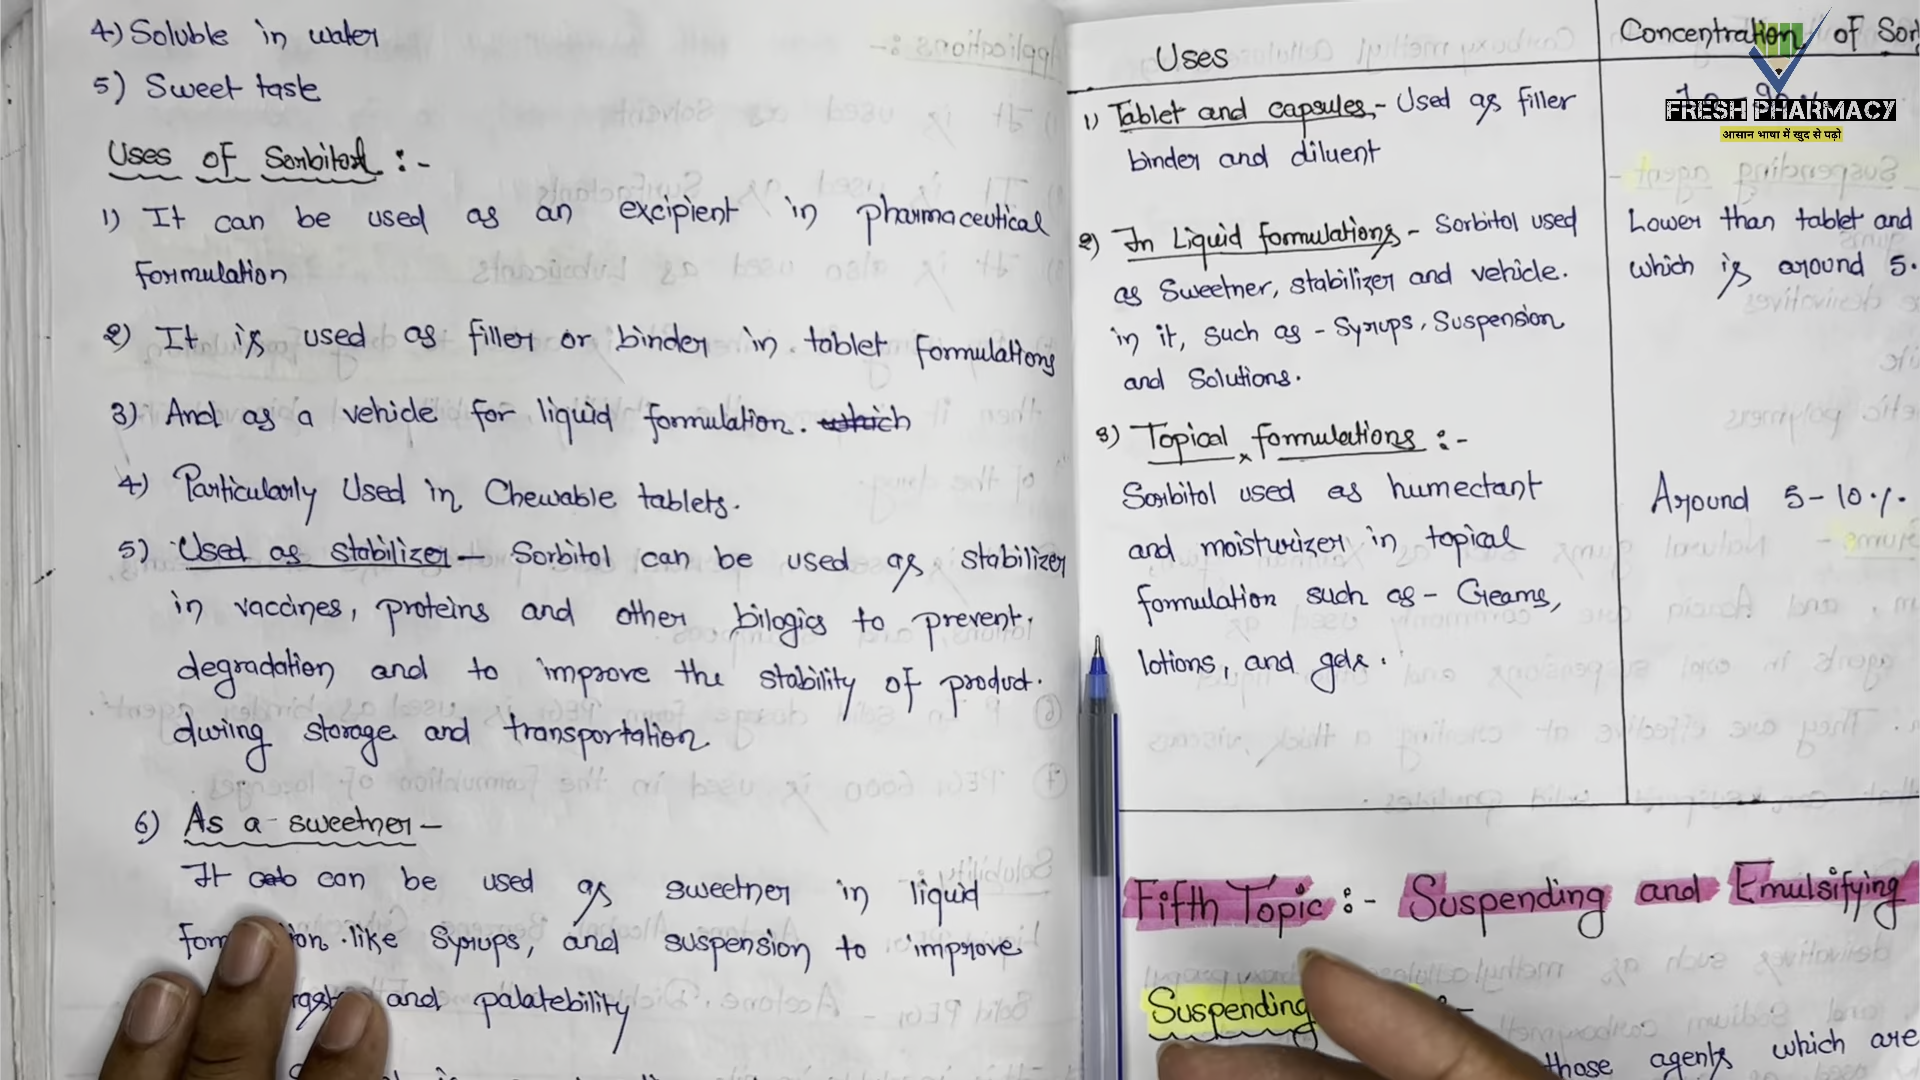 4) Soluble in water
5) Sweet taste
Uses of Sorbitol :-
1) It can be used as an excipient in pharmaceutical
formulation
2) It is used as filler or binder in tablet formulations
3) And as a vehicle for liquid formulation. which
4) Particularly Used in Chewable tablets.
5) Used as stabilizer - Sorbitol can be used as stabilizer
in vaccines, proteins and other bilogics to prevent.
degradation and to improve the stability of product.
during storage and transportation
6) As a sweetner -
It can be used as sweetner in liquid
like syrups, and suspension to improve
and palatebility
Uses
Concentration of Sor
1) Tablet and capsules - Used as filler
binder and diluent
2) In Liquid formulations - Sorbitol used
as Sweetner, stabilizer and vehicle.
in it, such as - Syrups, Suspension
and Solutions.
Lower than tablet and
which is around 5.
3) Topical formulations :-
Sorbitol used as humectant
and moisturizer in topical
formulation such as - Creams,
lotions, and gels.
Around 5-10%.
Fifth Topic :- Suspending and Emulsifying
Suspending
those agents which are
FRESH PHARMACY
आसान भाषा में खुद से पढ़ो